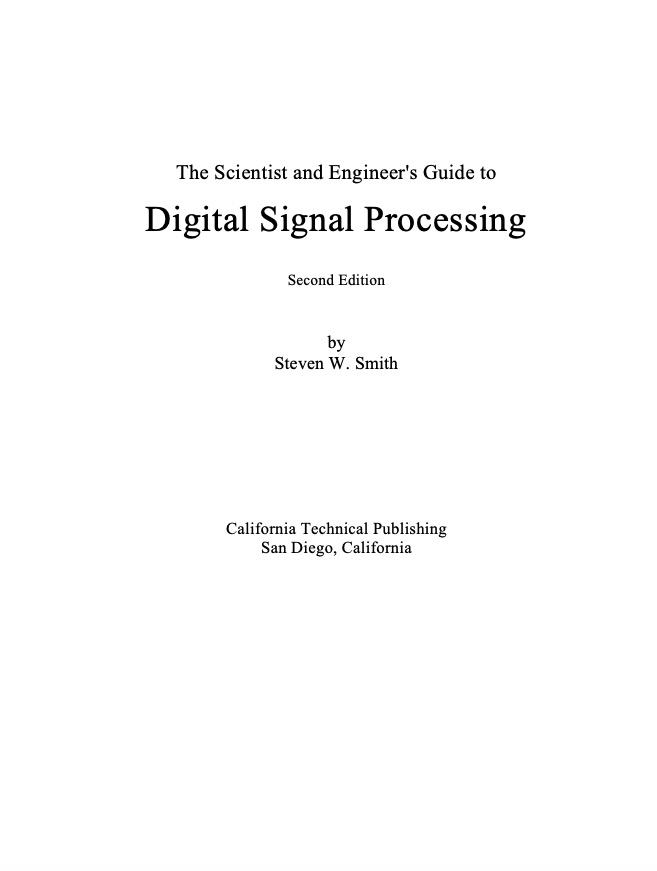 The Scientist and Engineer's Guide to
Digital Signal Processing
Second Edition
by
Steven W. Smith
California Technical Publishing
San Diego, California